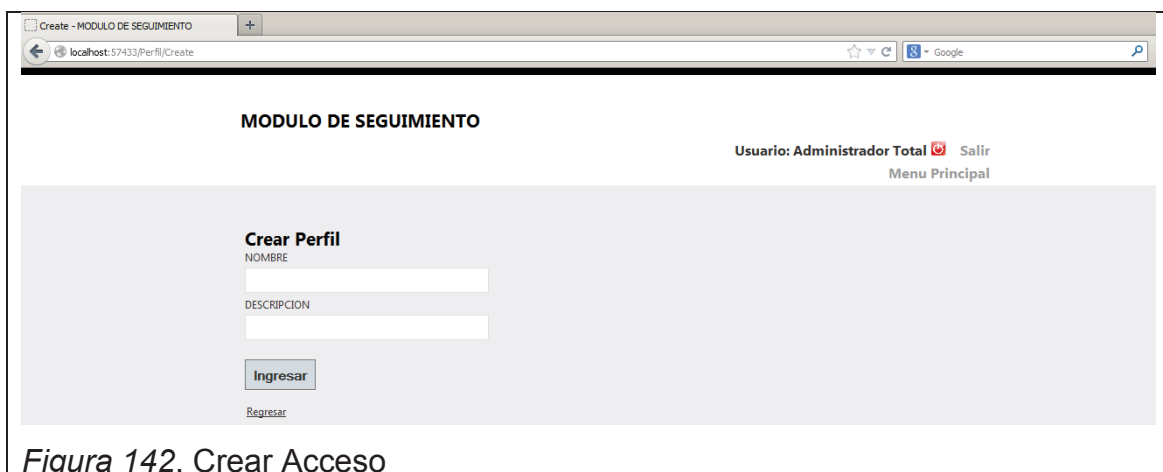 Create - MODULO DE SEGUIMIENTO +
localhost:57433/Perfil/Create
Google
MODULO DE SEGUIMIENTO
Usuario: Administrador Total Salir
Menu Principal
Crear Perfil
NOMBRE
DESCRIPCION
Ingresar
Regresar
Figura 142. Crear Acceso